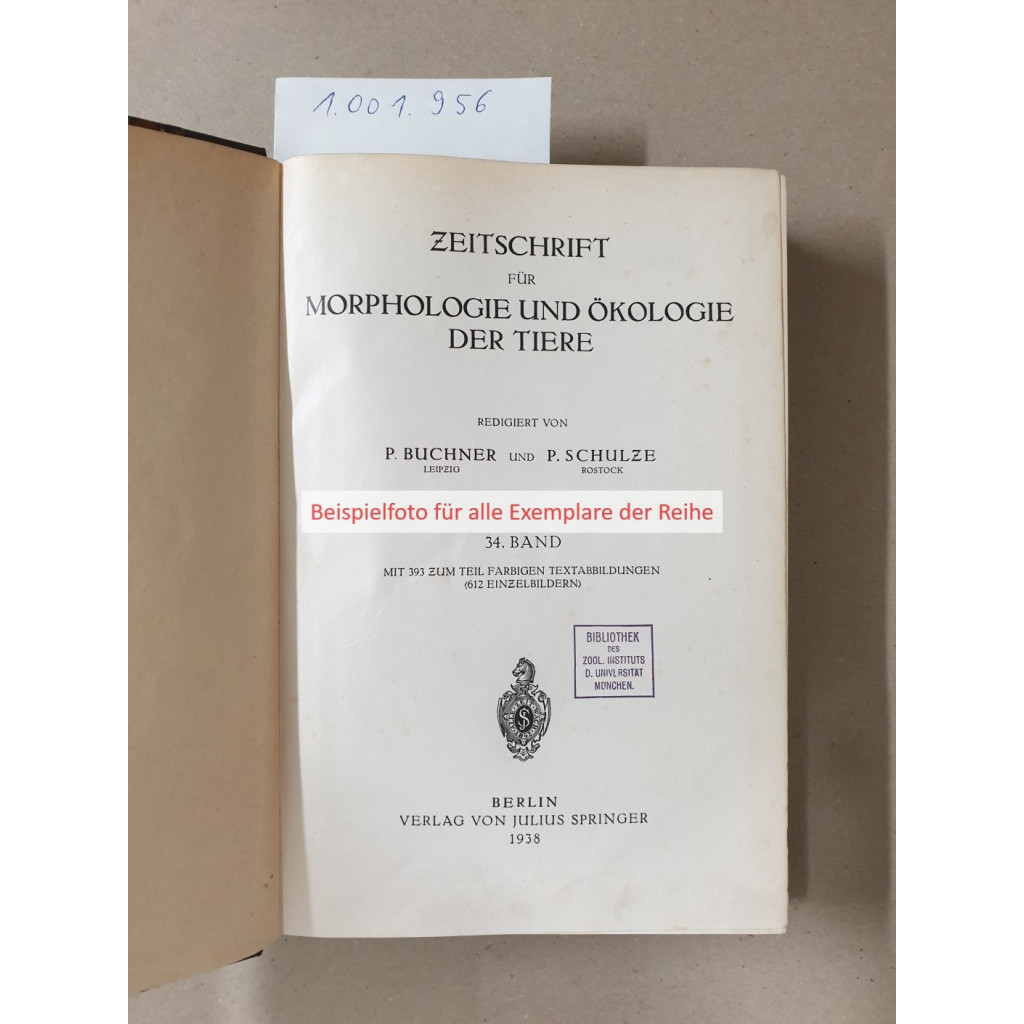 1.001.956
ZEITSCHRIFT
FÜR
MORPHOLOGIE UND ÖKOLOGIE
DER TIERE
REDIGIERT VON
P. BUCHNER UND P. SCHULZE
LEIPZIG ROSTOCK
Beispielfoto für alle Exemplare der Reihe
34. BAND
MIT 393 ZUM TEIL FARBIGEN TEXTABBILDUNGEN
(612 EINZELBILDERN)
BIBLIOTHEK
DES
ZOOL. INSTITUTS
D. UNIVERSITÄT
MÜNCHEN.
BERLIN
VERLAG VON JULIUS SPRINGER
1938